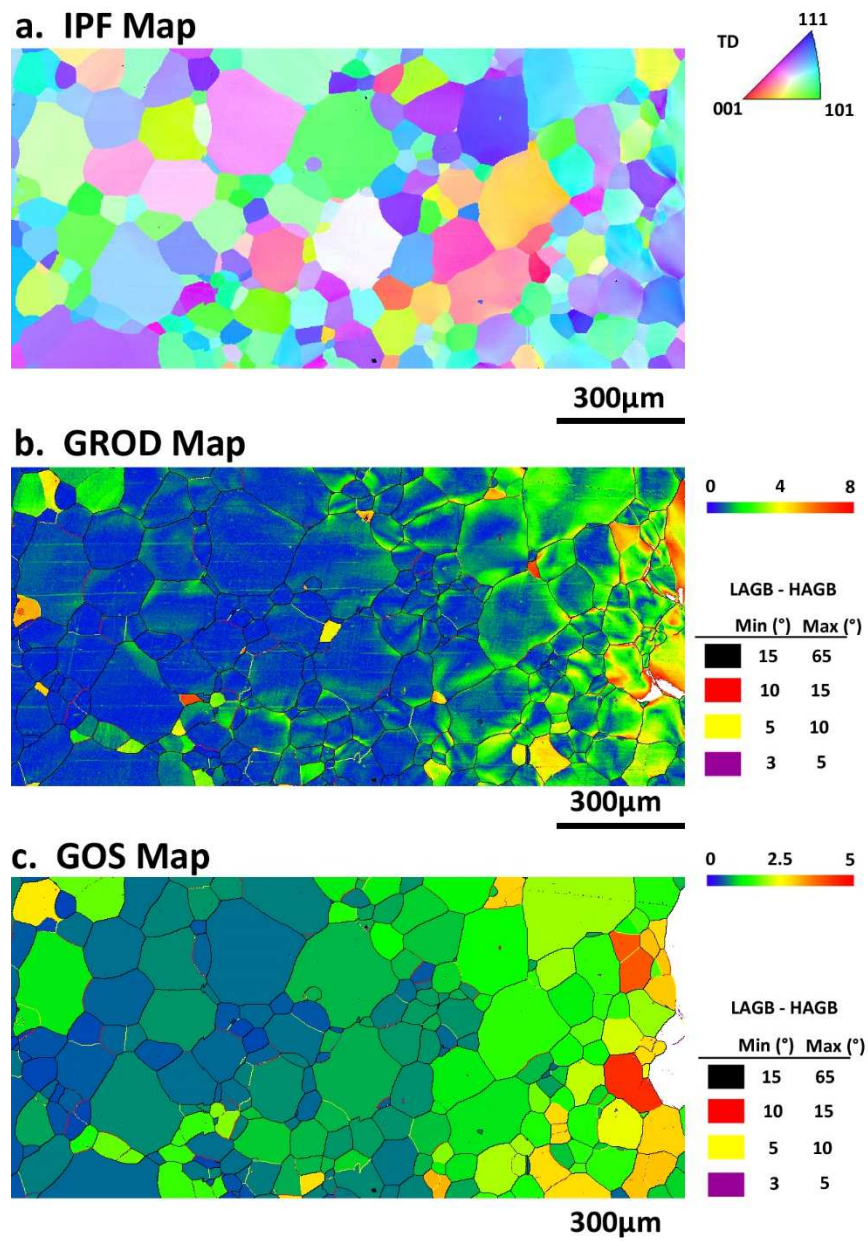 a. IPF Map
TD
111
001
101
300µm
b. GROD Map
0 4 8
LAGB - HAGB
Min (°) Max (°)
15 65
10 15
5 10
3 5
300µm
c. GOS Map
0 2.5 5
LAGB - HAGB
Min (°) Max (°)
15 65
10 15
5 10
3 5
300µm